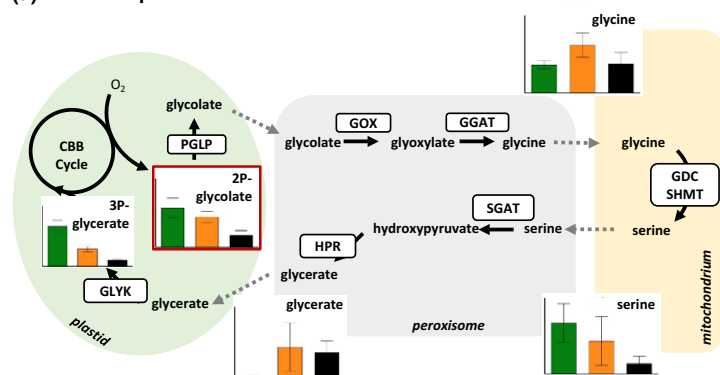 glycine
O2
glycolate
PGLP
CBB
Cycle
2P-
glycolate
3P-
glycerate
GLYK
glycerate
plastid
GOX
GGAT
glycolate
glyoxylate
glycine
SGAT
hydroxypyruvate
serine
HPR
glycerate
glycerate
peroxisome
glycine
GDC
SHMT
serine
serine
mitochondrium